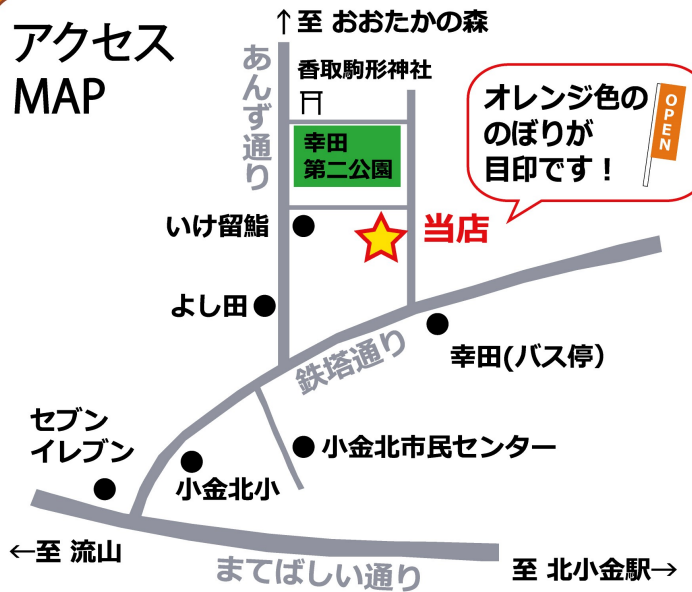 アクセス
MAP
↑至 おおたかの森
あんず通り
香取駒形神社
幸田
第二公園
オレンジ色の
のぼりが
目印です！
OPEN
いけ留鮨
当店
よし田
鉄塔通り
幸田(バス停）
セブン
イレブン
小金北市民センター
小金北小
←至 流山
まてばしい通り
至 北小金駅→